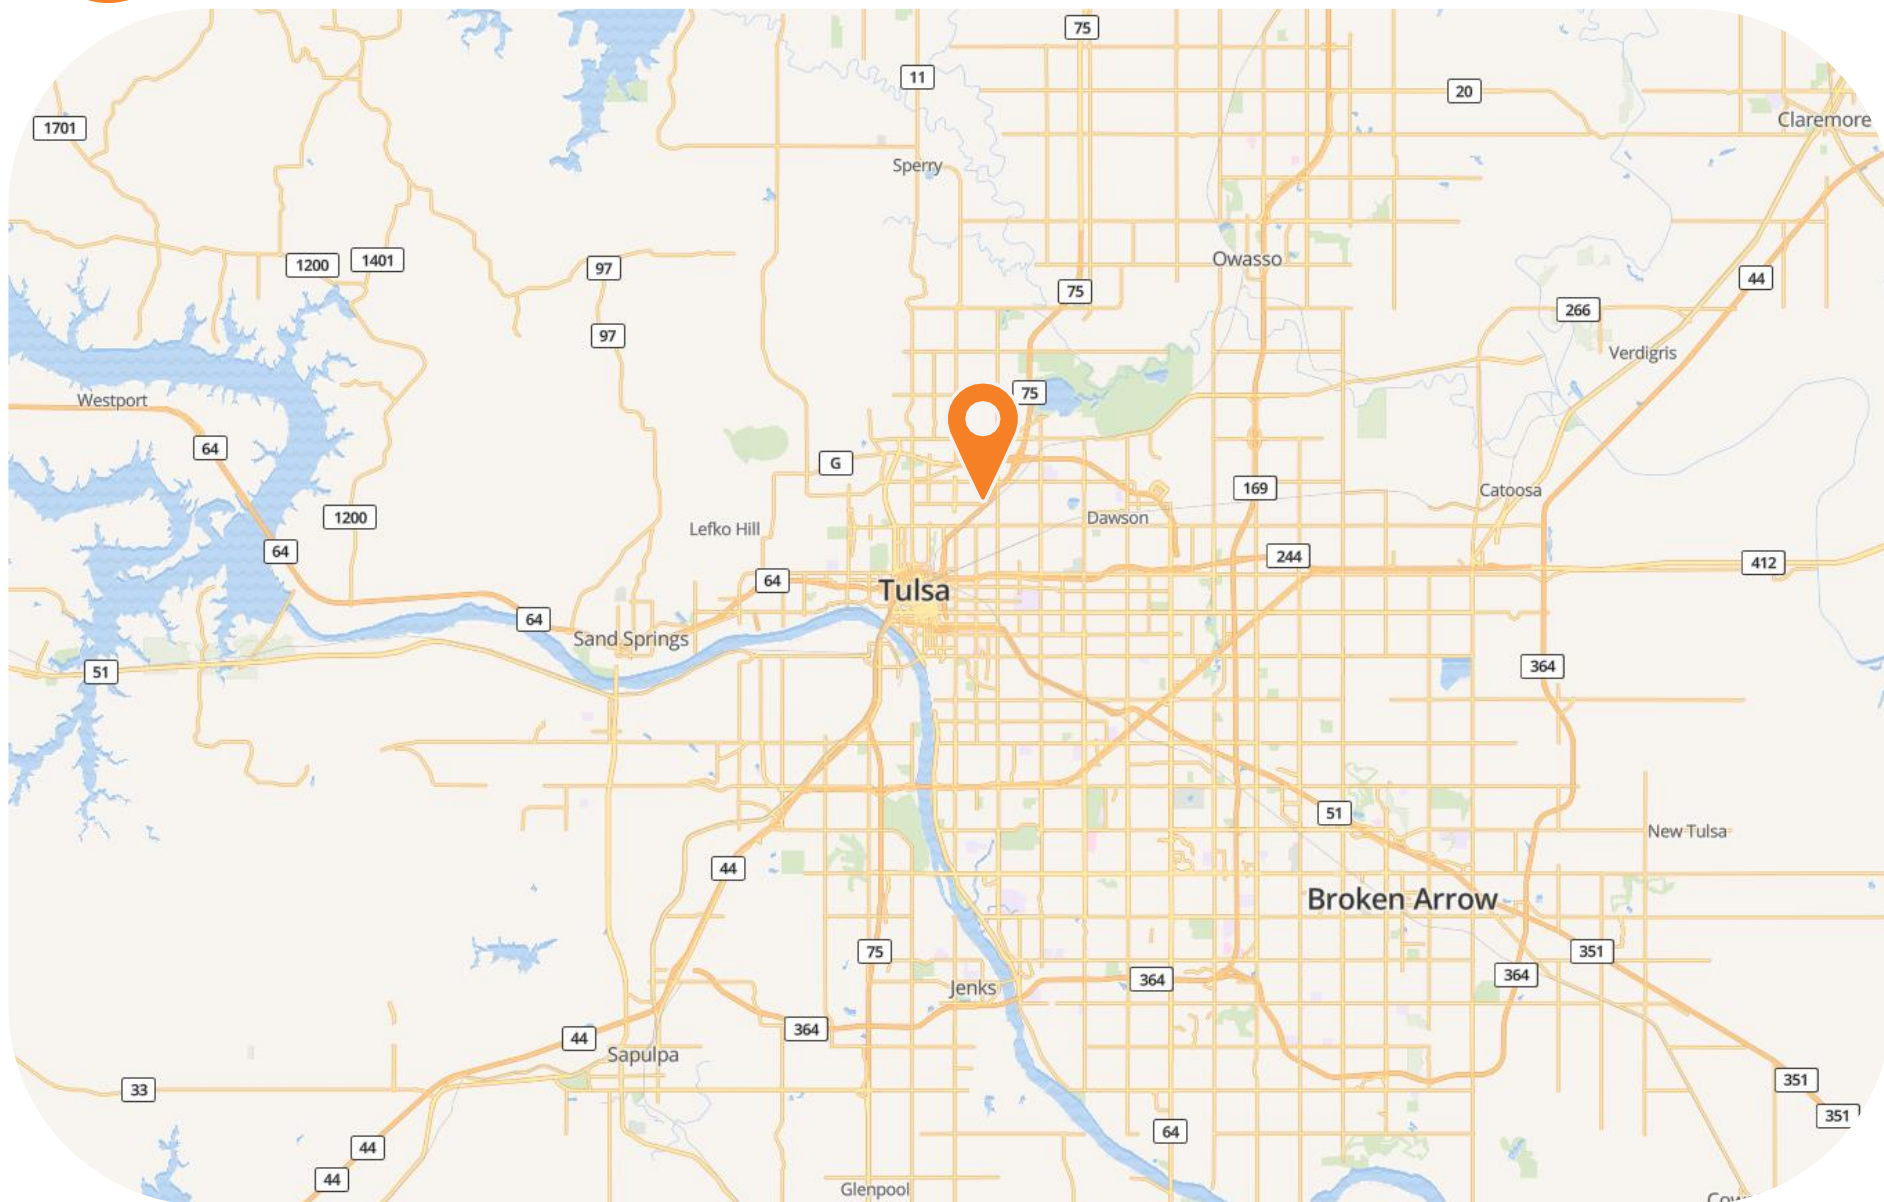 75
11
20
1701
Claremore
Sperry
Owasso
1200
1401
97
44
75
266
97
Verdigris
75
Westport
64
G
169
Catoosa
1200
Dawson
Lefko Hill
64
244
412
64
Tulsa
64
Sand Springs
51
364
51
New Tulsa
44
Broken Arrow
75
351
364
364
Jenks
364
44
Sapulpa
351
33
351
64
44
44
Glenpool